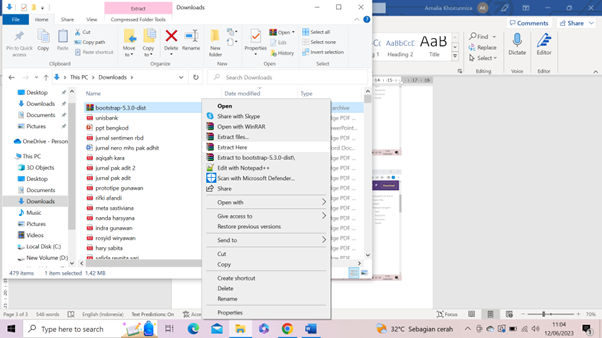 Extract
Downloads
File
Home
Share
View
Compressed Folder Tools
Pin to Quick access
Copy
Paste
Cut
Copy path
Paste shortcut
Move to
Copy to
Delete
Rename
New folder
Properties
Open
Edit
History
Select all
Select none
Invert selection
Clipboard
Organize
New
Open
Select
This PC > Downloads >
Search Downloads
Name
Date modified
Type
Desktop
Downloads
Documents
Pictures
OneDrive - Person
This PC
3D Objects
Desktop
Documents
Downloads
Music
Pictures
Videos
Local Disk (C:)
New Volume (D:)
bootstrap-5.3.0-dist
unisbank
ppt bengkod
jurnal sentimen rbd
jurnal nero mhs pak adhit
aqiqah kara
jurnal pak adit 2
jurnal pak adit
prototipe gunawan
rifki afandi
meta sastiviana
nanda harsyana
indra gunawan
rosyid wiryawan
hary sabita
479 items
1 item selected 1,42 MB
Open
Share with Skype
Open with WinRAR
Extract files...
Extract Here
Extract to bootstrap-5.3.0-dist\
Edit with Notepad++
Scan with Microsoft Defender...
Share
Open with
Give access to
Restore previous versions
Send to
Cut
Copy
Create shortcut
Delete
Rename
Properties
Amalia Khoirunnica
AK
Comments
Share
AaBbCc
AaBbCcC
AaB
Heading 2
Title
Find
Replace
Select
Dictate
Editor
Styles
Editing
Voice
Editor
Page 3 of 3
546 words
English (Indonesia)
Text Predictions: On
Focus
70%
Type here to search
32°C Sebagian cerah
11:04
12/06/2023